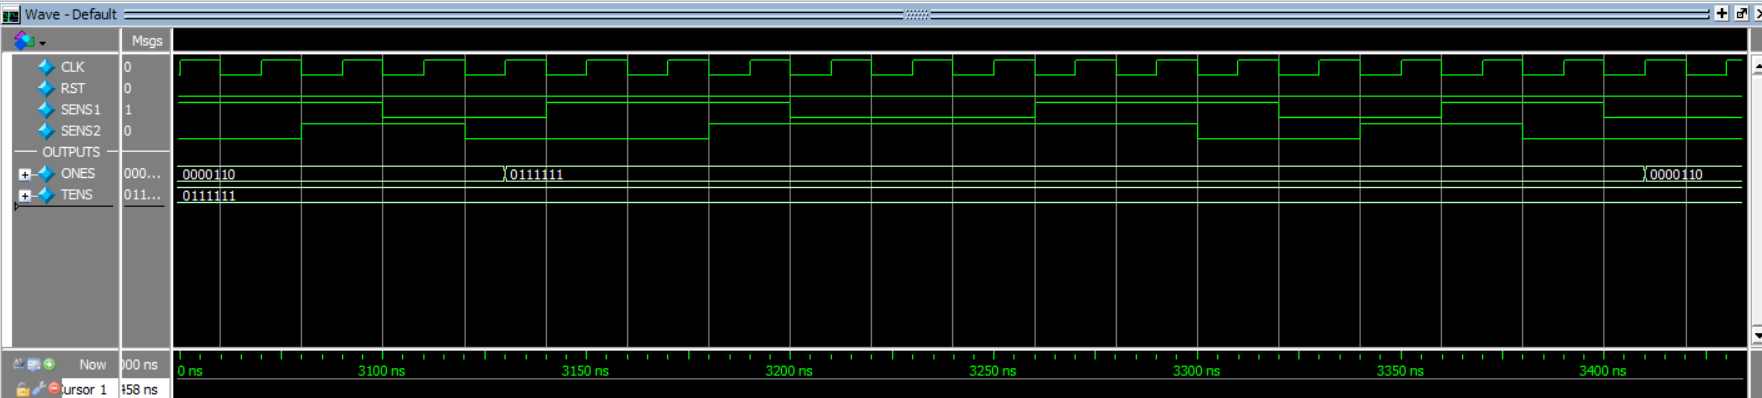 Wave - Default
Msgs
CLK 0
RST 0
SENS1 1
SENS2 0
OUTPUTS
ONES 000... 0000110 0111111 0000110
TENS 011... 0111111
Now 000 ns 0 ns 3100 ns 3150 ns 3200 ns 3250 ns 3300 ns 3350 ns 3400 ns
Cursor 1 458 ns